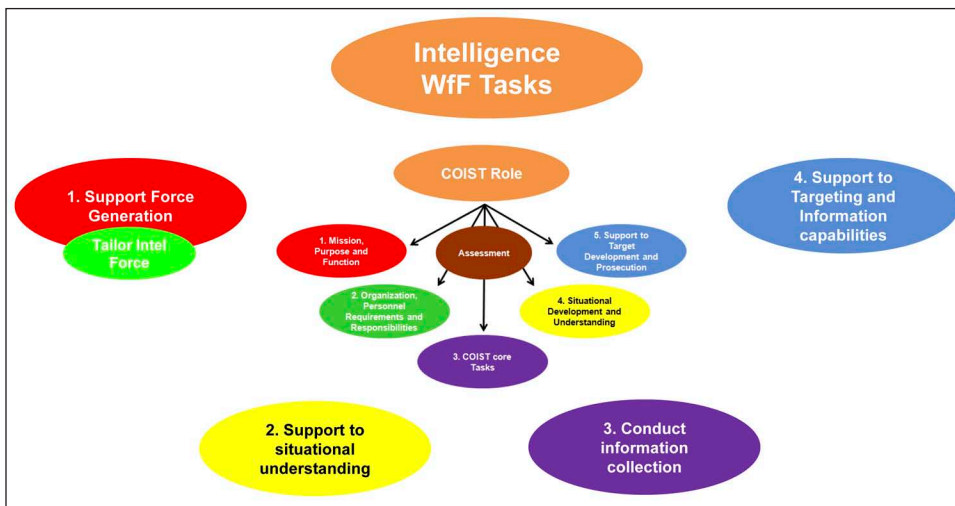 Intelligence
WfF Tasks
COIST Role
1. Support Force
Generation
Tailor Intel
Force
4. Support to
Targeting and
Information
capabilities
1. Mission,
Purpose and
Function
Assessment
5. Support to
Target
Development and
Prosecution
2. Organization,
Personnel
Requirements and
Responsibilities
4. Situational
Development and
Understanding
3. COIST core
Tasks
2. Support to
situational
understanding
3. Conduct
information
collection